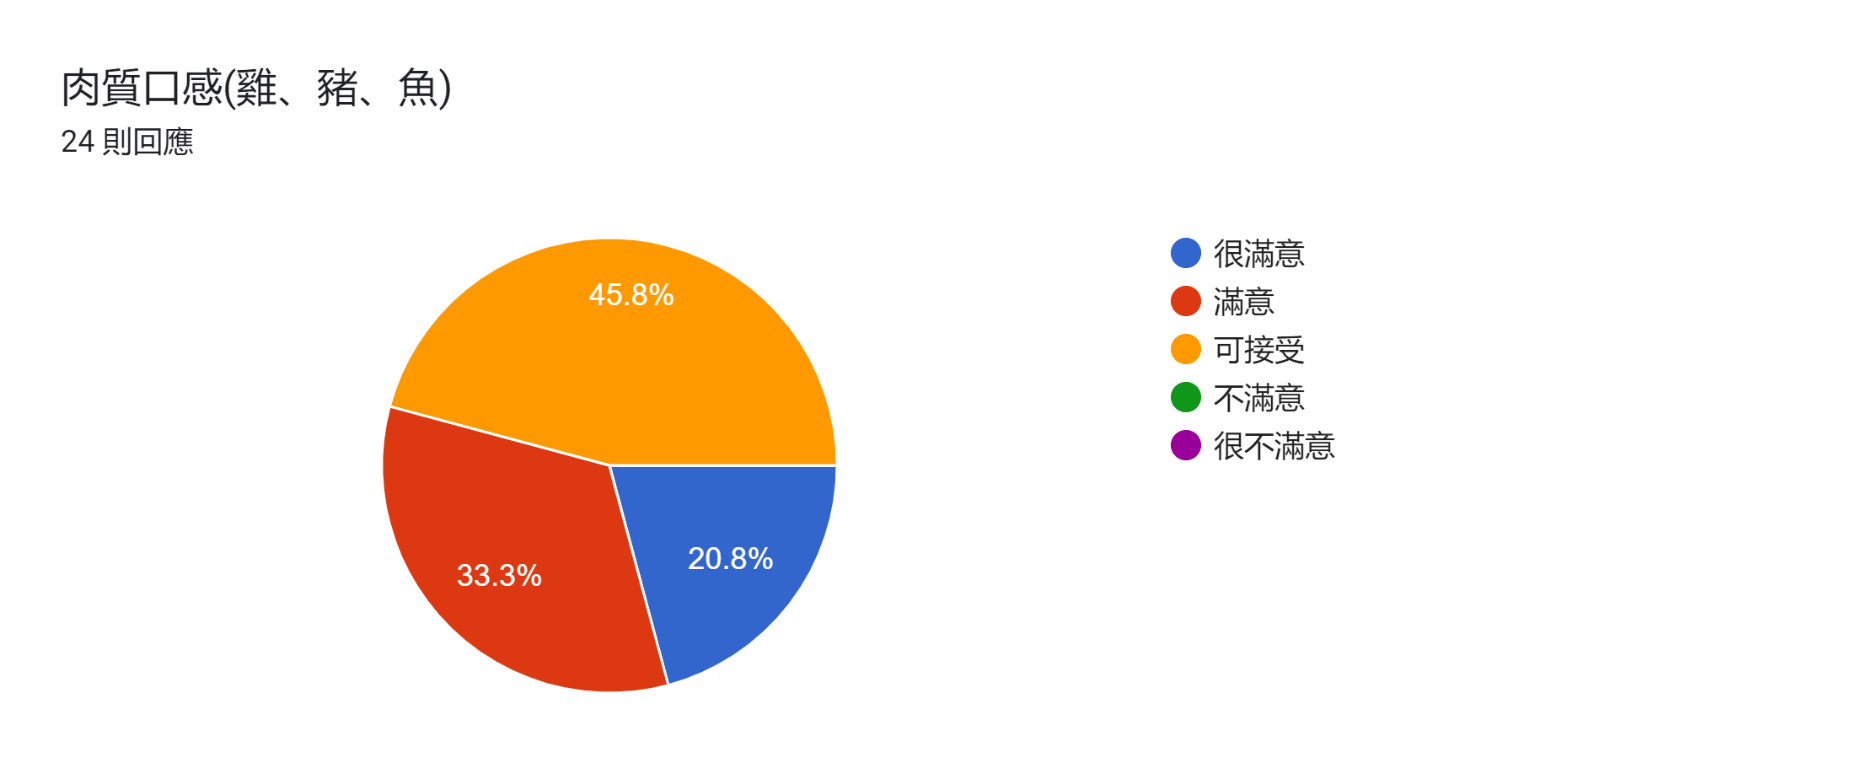 肉質口感(雞、豬、魚)
24 則回應
45.8%
33.3%
20.8%
很滿意
滿意
可接受
不滿意
很不滿意